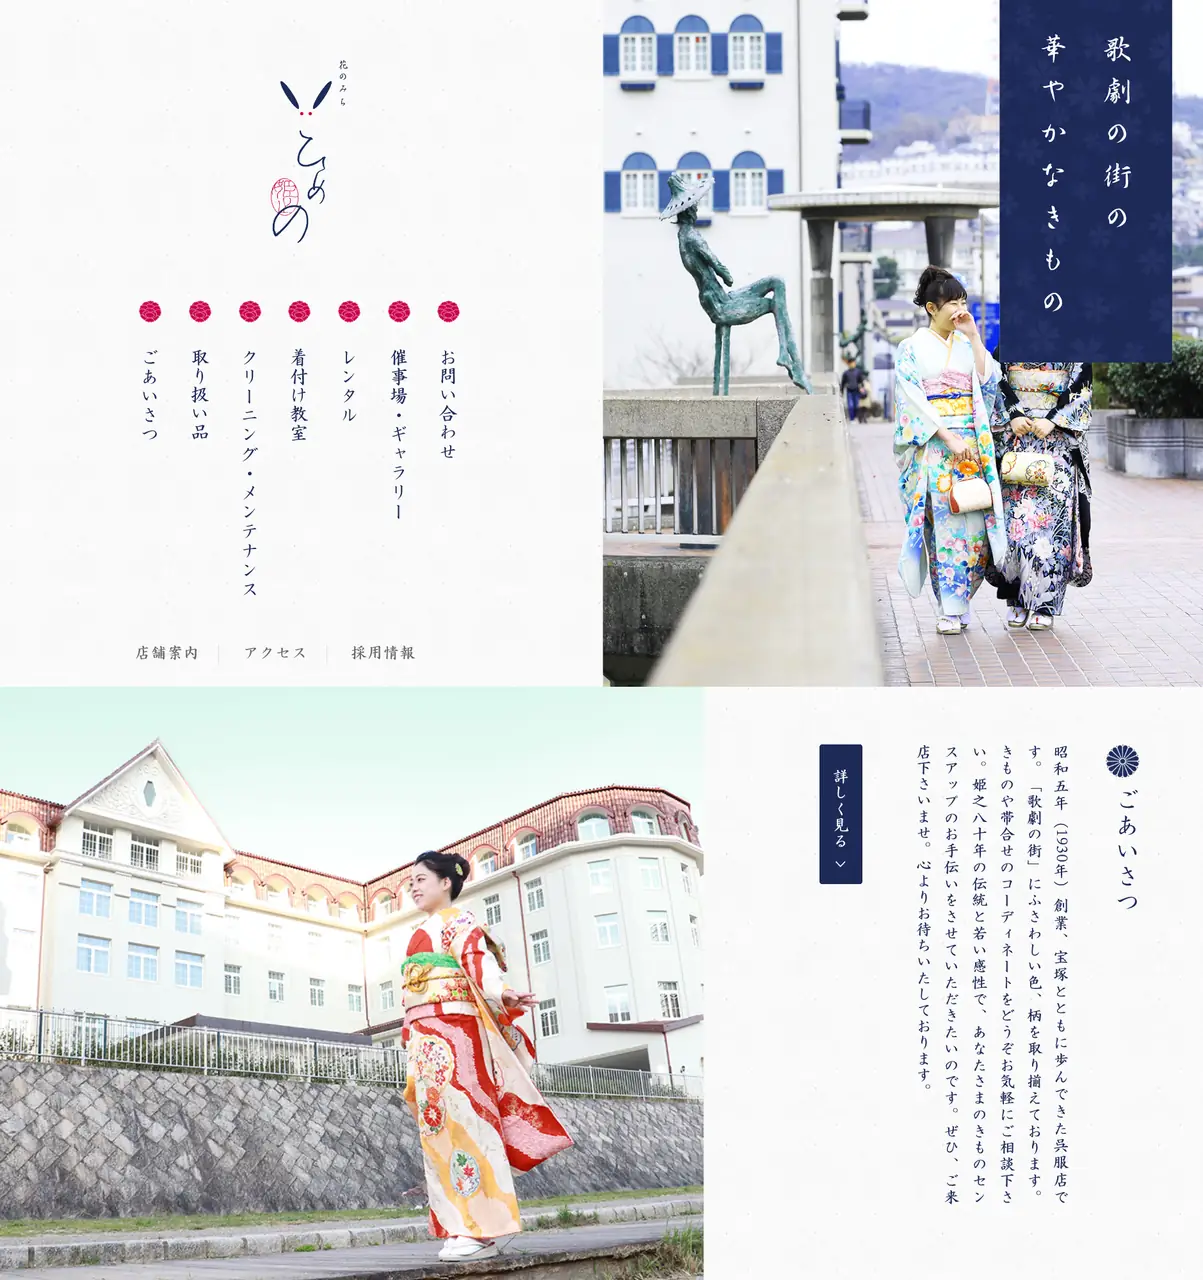 花のみち
ひめの
姫
歌劇の街の
華やかなきもの
お問い合わせ
催事場・ギャラリー
レンタル
着付け教室
クリーニング・メンテナンス
取り扱い品
ごあいさつ
店舗案内
アクセス
採用情報
ごあいさつ
昭和五年（1930年）創業、宝塚とともに歩んできた呉服店で
す。「歌劇の街」にふさわしい色、柄を取り揃えております。
きものや帯合せのコーディネートをどうぞお気軽にご相談下さ
い。姫之八十年の伝統と若い感性で、あなたさまのきものセン
スアップのお手伝いをさせていただきたいのです。ぜひ、ご来
店下さいませ。心よりお待ちいたしております。
詳しく見る